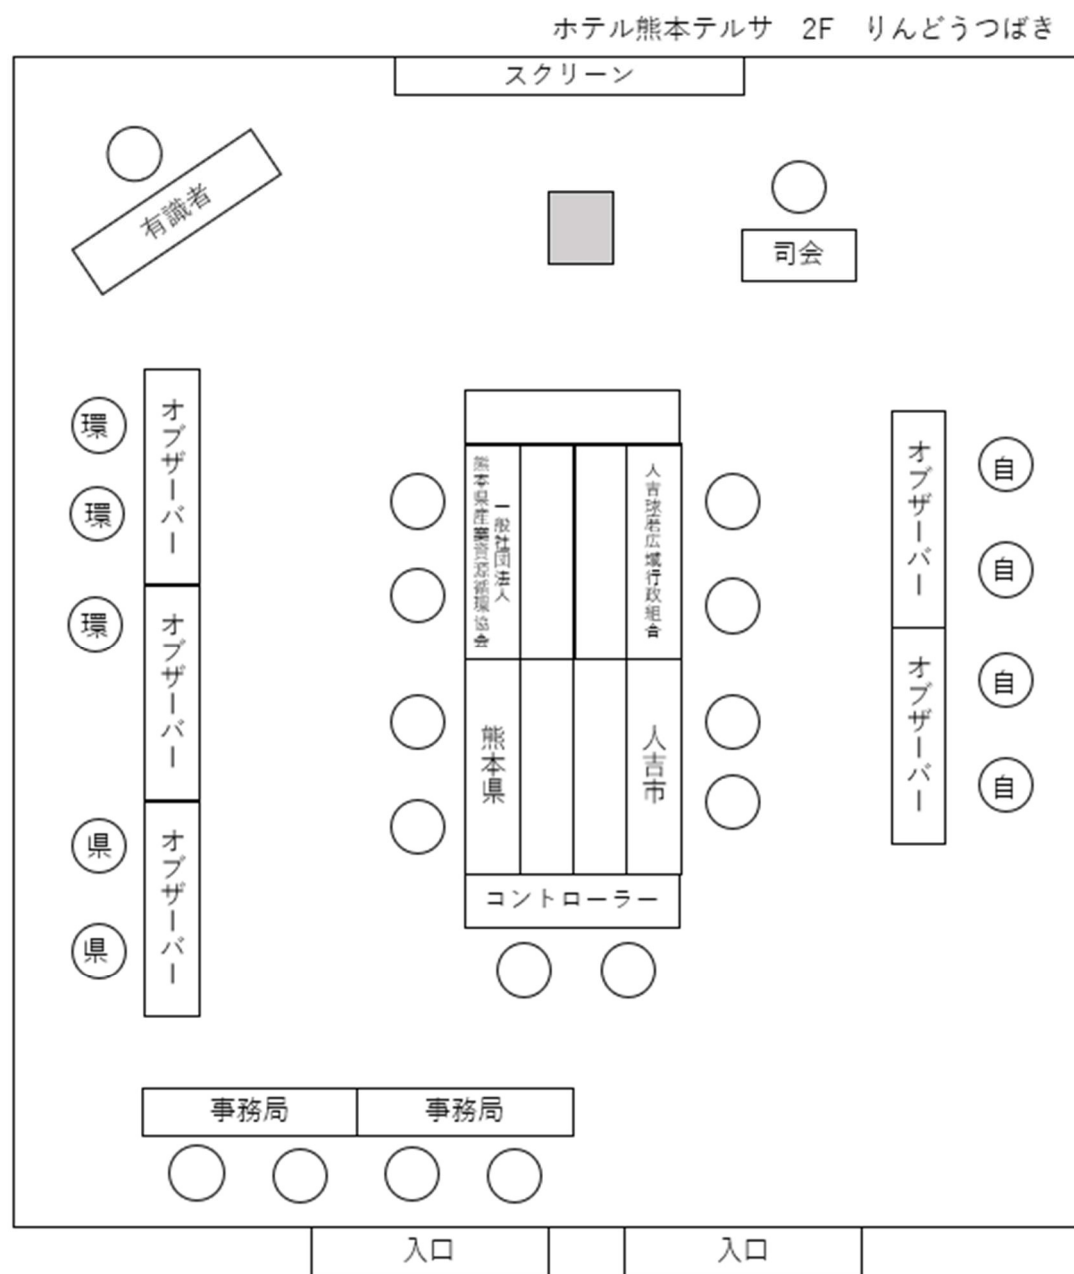 ホテル熊本テルサ　2F　りんどうつばき
スクリーン
有識者
司会
環
環
環
県
県
オブザーバー
オブザーバー
オブザーバー
一般社団法人
熊本県産業資源循環協会
人吉球磨広域行政組合
熊本県
人吉市
コントローラー
オブザーバー
オブザーバー
自
自
自
自
事務局
事務局
入口
入口